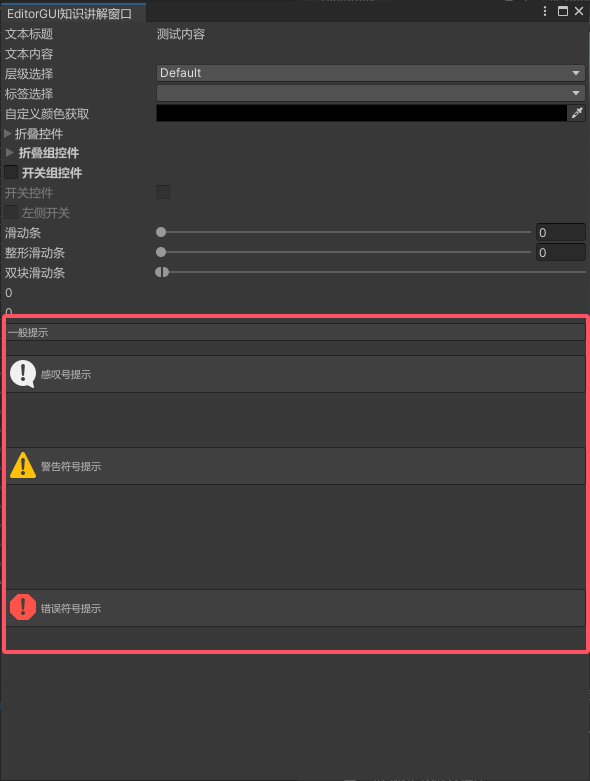 EditorGUI知识讲解窗口
文本标题 测试内容
文本内容
层级选择 Default
标签选择
自定义颜色获取
折叠控件
折叠组控件
开关组控件
开关控件
左侧开关
滑动条 0
整形滑动条 0
双块滑动条
0
0
一般提示
感叹号提示
警告符号提示
错误符号提示